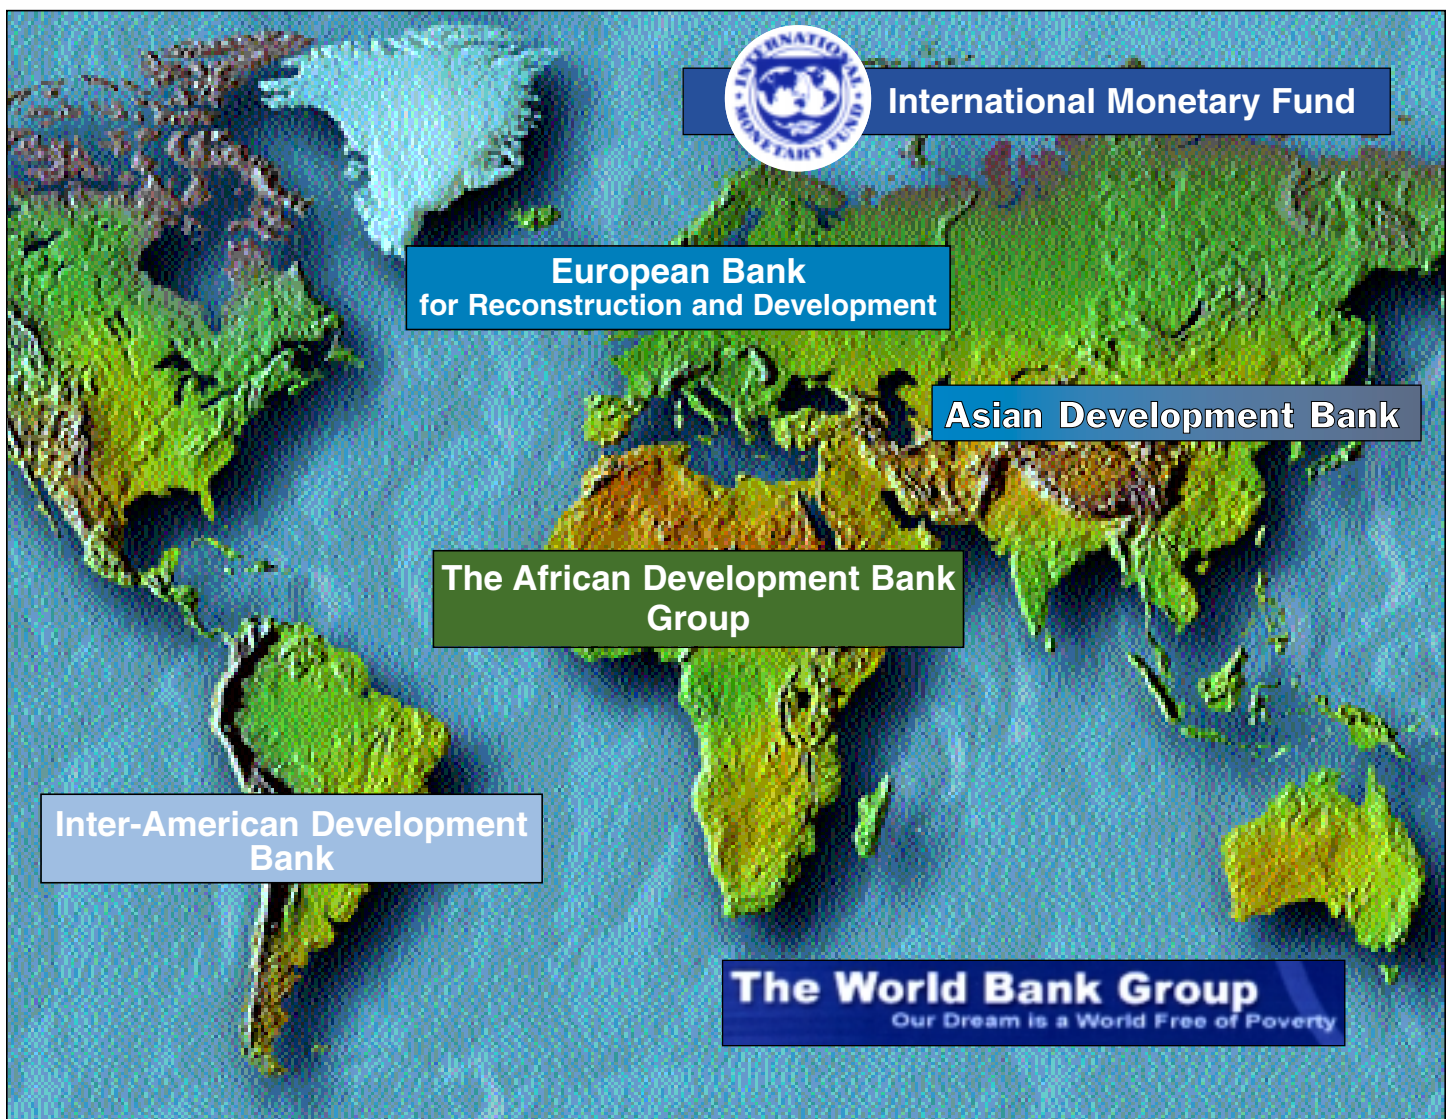 INTERNATIONAL MONETARY FUND
International Monetary Fund
European Bank
for Reconstruction and Development
Asian Development Bank
The African Development Bank
Group
Inter-American Development
Bank
The World Bank Group
Our Dream is a World Free of Poverty